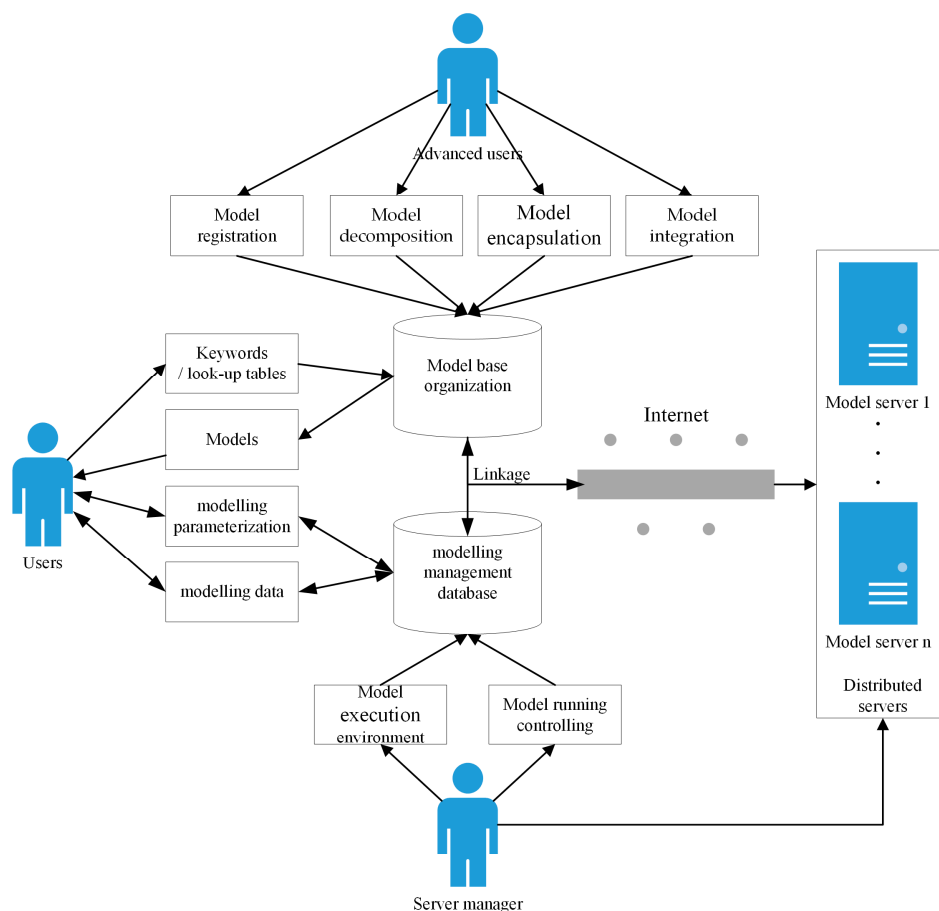 Advanced users
Model
registration
Model
decomposition
Model
encapsulation
Model
integration
Keywords
/ look-up tables
Model base
organization
Models
Internet
Model server 1
Linkage
modelling
parameterization
Users
modelling data
modelling
management
database
Model server n
Distributed
servers
Model
execution
environment
Model running
controlling
Server manager